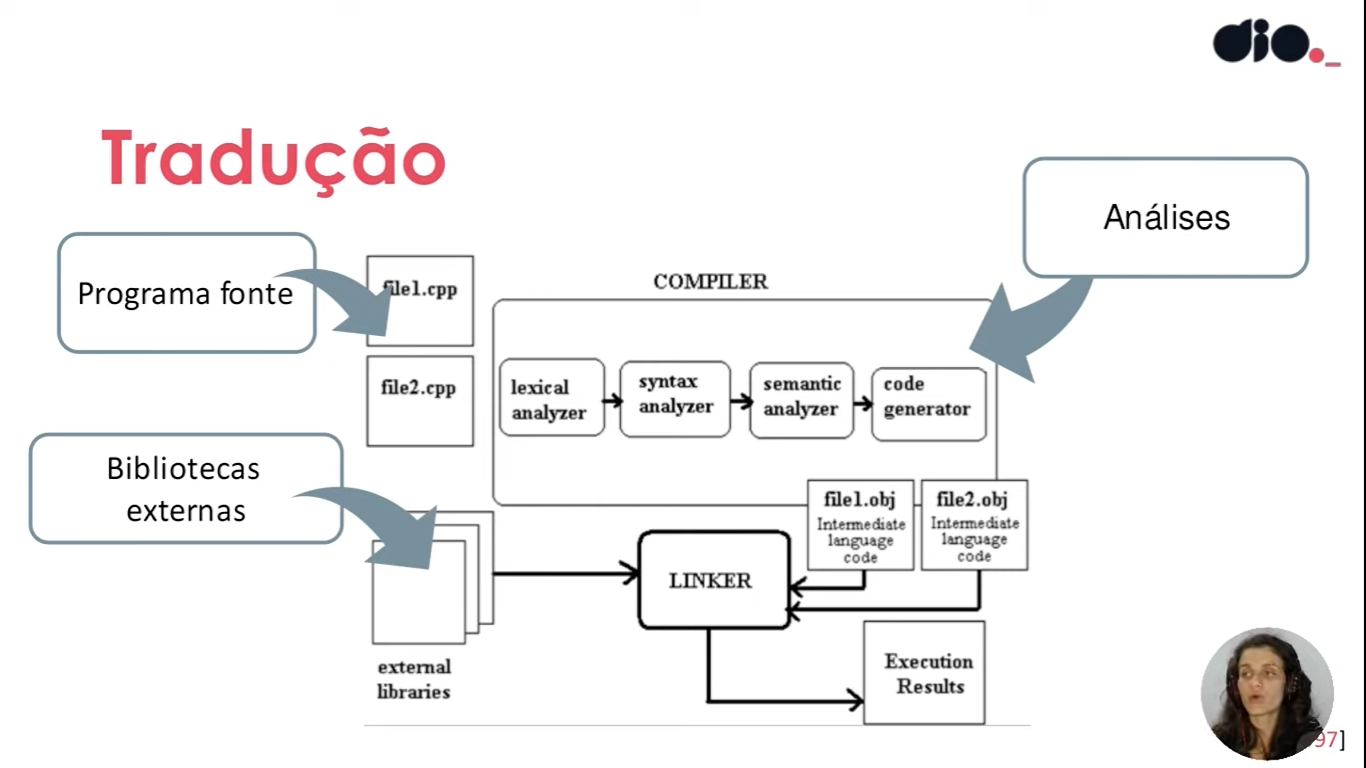 dio._
Tradução
Análises
Programa fonte
file1.cpp
COMPILER
file2.cpp
lexical
analyzer
syntax
analyzer
semantic
analyzer
code
generator
Bibliotecas
externas
file1.obj
Intermediate
language
code
file2.obj
Intermediate
language
code
LINKER
external
libraries
Execution
Results
97]